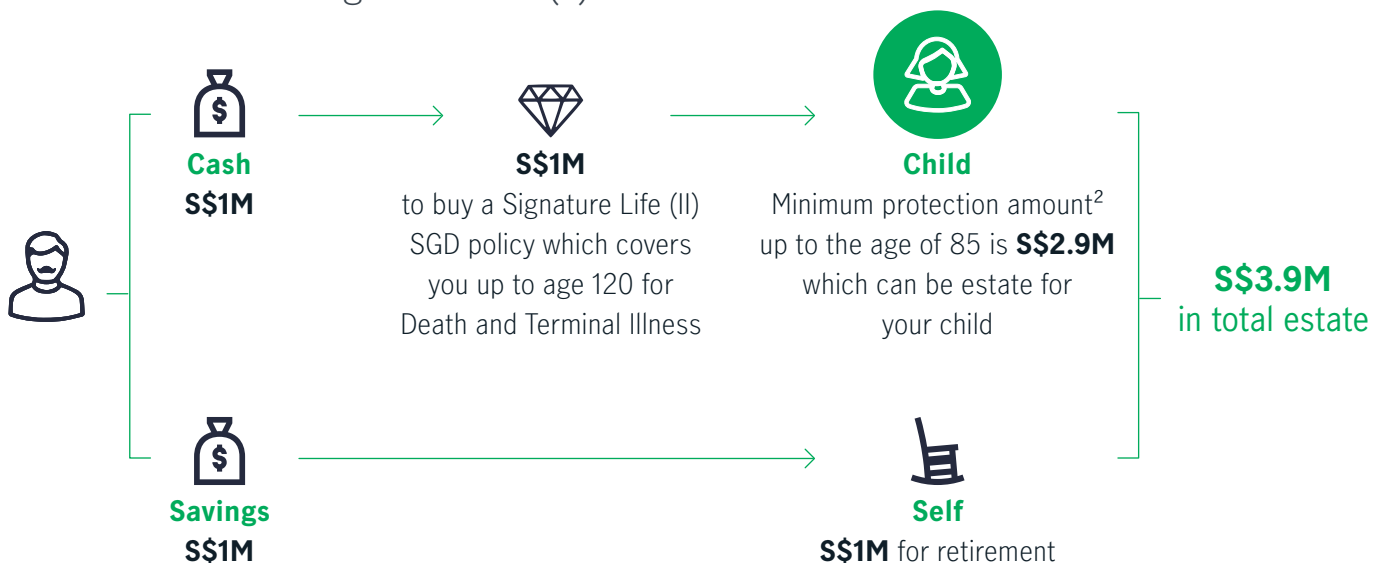 $
Cash
S$1M
S$1M
to buy a Signature Life (II)
SGD policy which covers
you up to age 120 for
Death and Terminal Illness
Child
Minimum protection amount²
up to the age of 85 is S$2.9M
which can be estate for
your child
S$3.9M
in total estate
$
Savings
S$1M
Self
S$1M for retirement